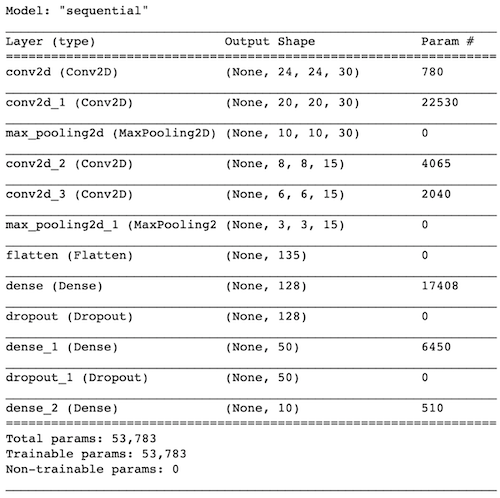 Model: "sequential"
Layer (type) Output Shape Param #
conv2d (Conv2D) (None, 24, 24, 30) 780
conv2d_1 (Conv2D) (None, 20, 20, 30) 22530
max_pooling2d (MaxPooling2D) (None, 10, 10, 30) 0
conv2d_2 (Conv2D) (None, 8, 8, 15) 4065
conv2d_3 (Conv2D) (None, 6, 6, 15) 2040
max_pooling2d_1 (MaxPooling2 (None, 3, 3, 15) 0
flatten (Flatten) (None, 135) 0
dense (Dense) (None, 128) 17408
dropout (Dropout) (None, 128) 0
dense_1 (Dense) (None, 50) 6450
dropout_1 (Dropout) (None, 50) 0
dense_2 (Dense) (None, 10) 510
Total params: 53,783
Trainable params: 53,783
Non-trainable params: 0